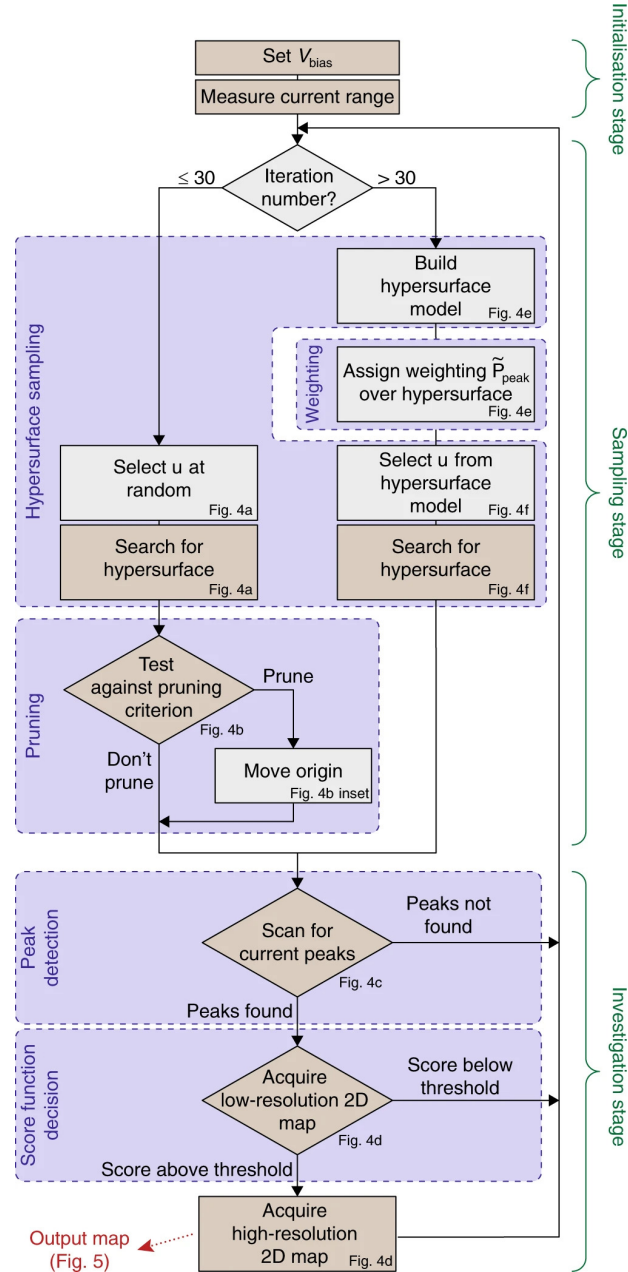 Initialisation stage
Set V_bias
Measure current range
Iteration
number?
≤ 30
> 30
Sampling stage
Hypersurface sampling
Build
hypersurface
model
Fig. 4e
Weighting
Assign weighting P̃_peak
over hypersurface
Fig. 4e
Select u at
random
Fig. 4a
Select u from
hypersurface
model
Fig. 4f
Search for
hypersurface
Fig. 4a
Search for
hypersurface
Fig. 4f
Pruning
Test
against pruning
criterion
Fig. 4b
Prune
Don't
prune
Move origin
Fig. 4b inset
Investigation stage
Peak
detection
Scan for
current peaks
Fig. 4c
Peaks not
found
Peaks found
Score function
decision
Acquire
low-resolution 2D
map
Fig. 4d
Score below
threshold
Score above threshold
Acquire
high-resolution
2D map
Fig. 4d
Output map
(Fig. 5)